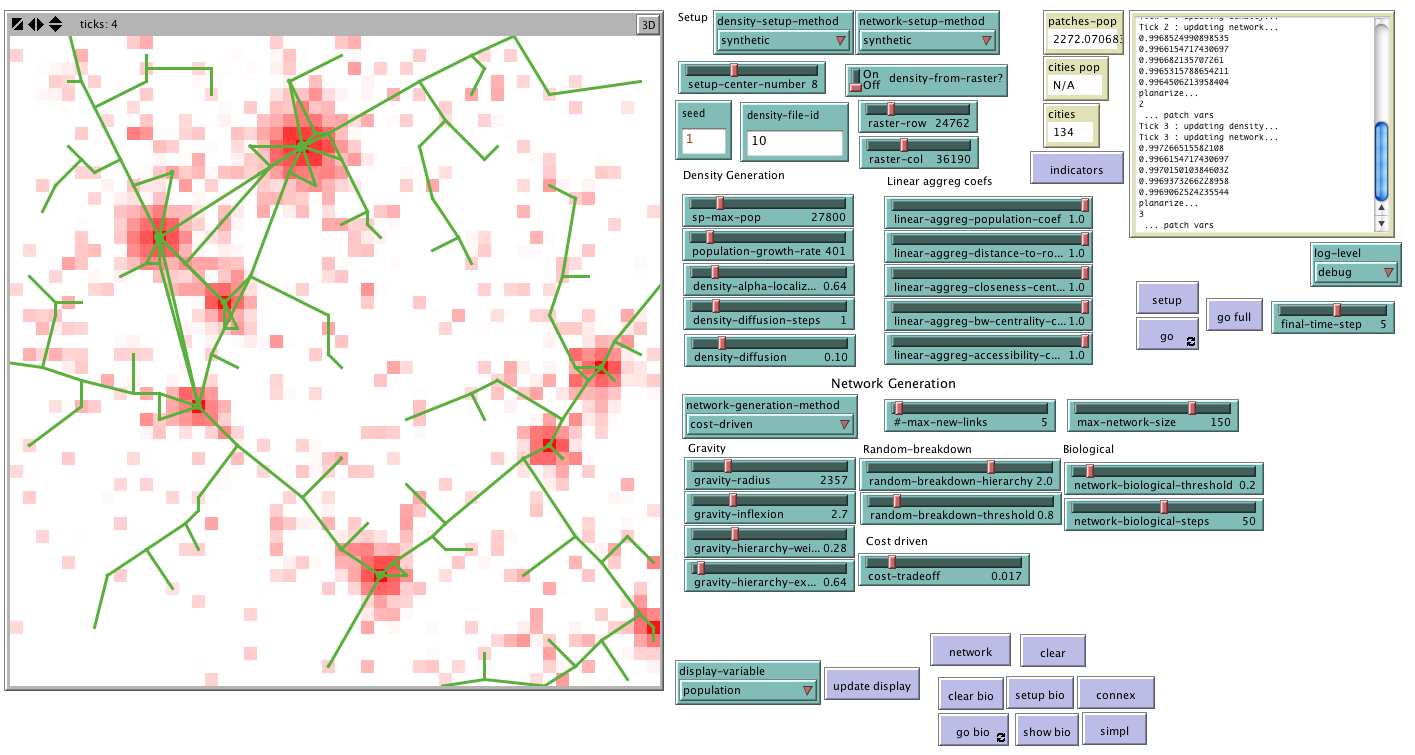 ticks: 4
3D
Setup
density-setup-method
synthetic
network-setup-method
synthetic
setup-center-number 8
On
Off
density-from-raster?
seed
1
density-file-id
10
raster-row 24762
raster-col 36190
patches-pop
2272.07068
cities pop
N/A
cities
134
indicators
Tick 2 : updating density...
Tick 2 : updating network...
0.9968524990898535
0.9966154717430697
0.996682135707261
0.9965315788654211
0.9964506213958404
planarize...
2
... patch vars
Tick 3 : updating density...
Tick 3 : updating network...
0.997266515582108
0.9966154717430697
0.9970150103846032
0.9969373266228958
0.9969062524235544
planarize...
3
... patch vars
log-level
debug
setup
go
go full
final-time-step 5
Density Generation
sp-max-pop 27800
population-growth-rate 401
density-alpha-localiz... 0.64
density-diffusion-steps 1
density-diffusion 0.10
Linear aggreg coefs
linear-aggreg-population-coef 1.0
linear-aggreg-distance-to-ro... 1.0
linear-aggreg-closeness-cent... 1.0
linear-aggreg-bw-centrality-c... 1.0
linear-aggreg-accessibility-c... 1.0
Network Generation
network-generation-method
cost-driven
#-max-new-links 5
max-network-size 150
Gravity
gravity-radius 2357
gravity-inflexion 2.7
gravity-hierarchy-wei... 0.28
gravity-hierarchy-ex... 0.64
Random-breakdown
random-breakdown-hierarchy 2.0
random-breakdown-threshold 0.8
Biological
network-biological-threshold 0.2
network-biological-steps 50
Cost driven
cost-tradeoff 0.017
display-variable
population
update display
network
clear
clear bio
setup bio
connex
go bio
show bio
simpl